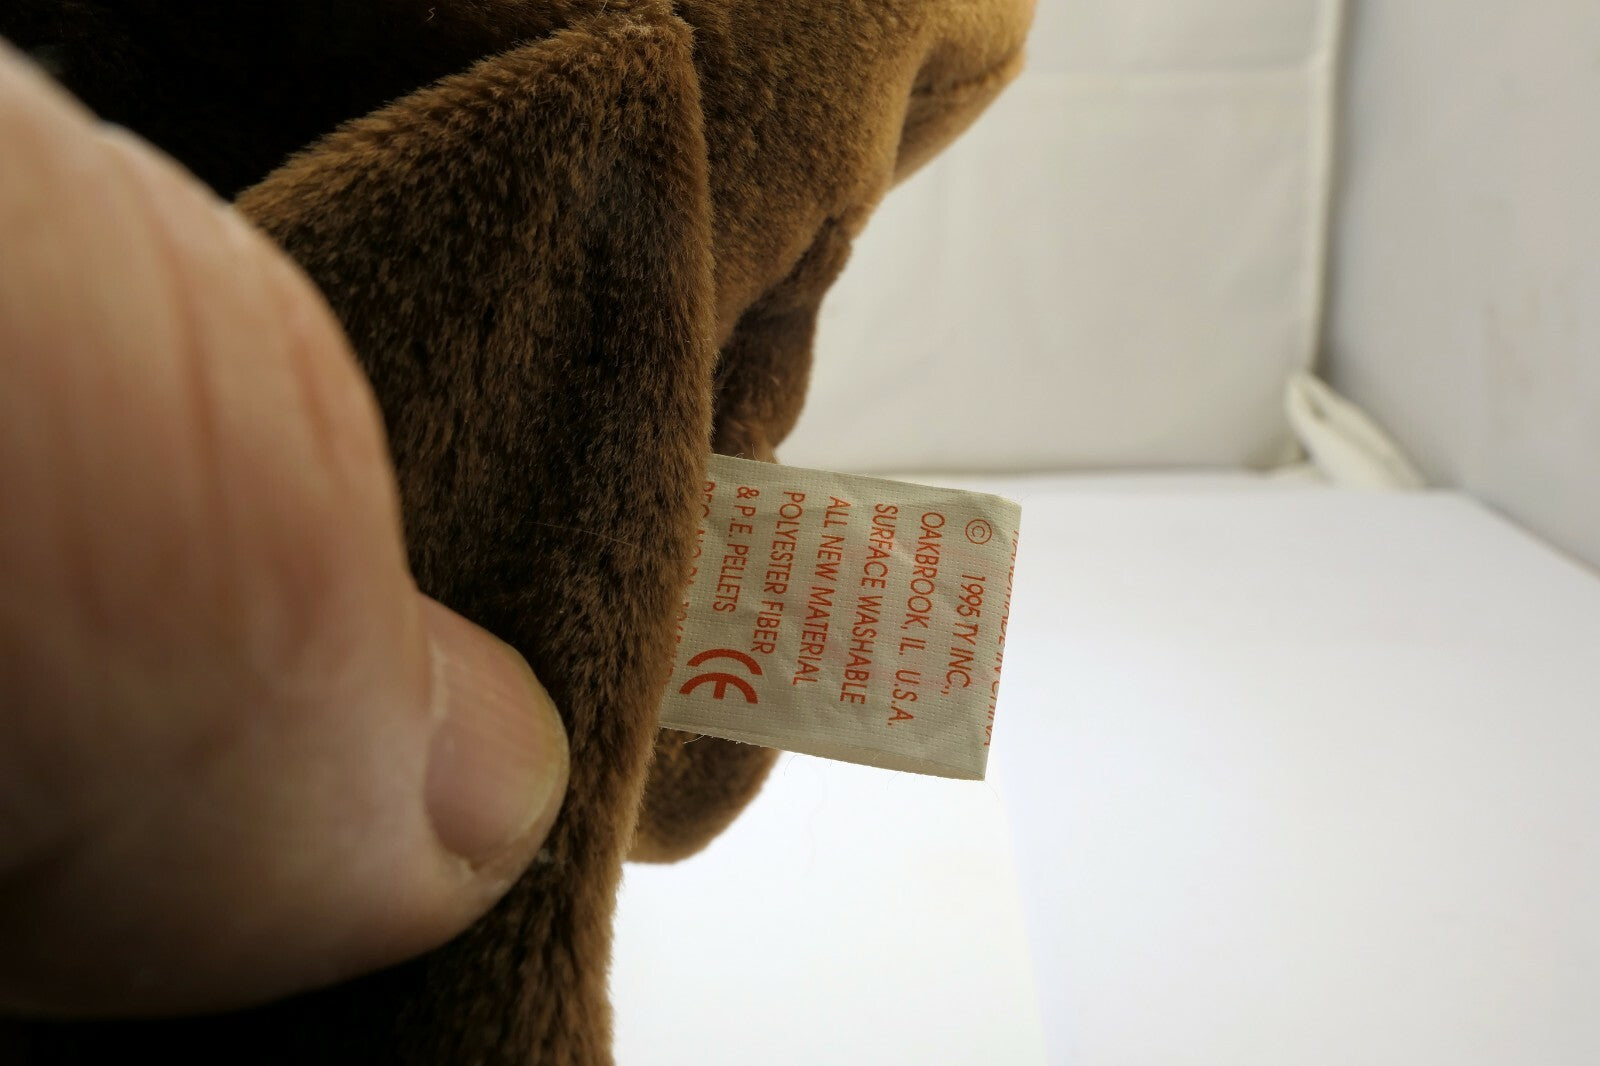 © 1995 TY INC.,
OAKBROOK, IL U.S.A.
SURFACE WASHABLE
ALL NEW MATERIAL
POLYESTER FIBER
& P.E. PELLETS
CE